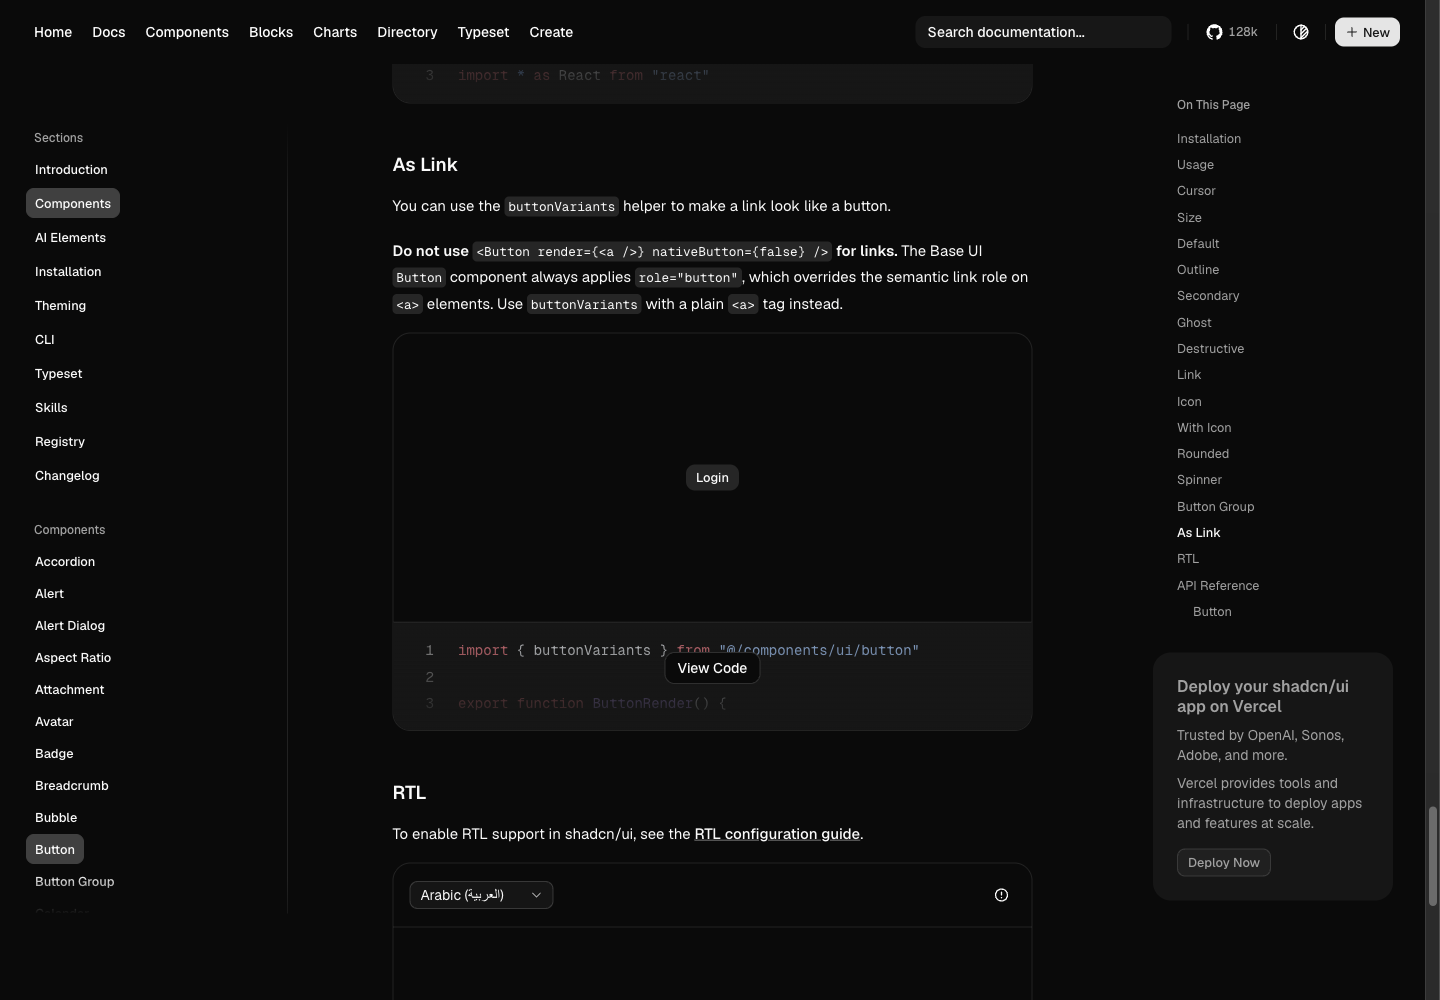 Home Docs Components Blocks Charts Directory Typeset Create
Search documentation...
128k
New
Sections
Introduction
Components
AI Elements
Installation
Theming
CLI
Typeset
Skills
Registry
Changelog
Components
Accordion
Alert
Alert Dialog
Aspect Ratio
Attachment
Avatar
Badge
Breadcrumb
Bubble
Button
Button Group
Calendar
3 import * as React from "react"
As Link
You can use the buttonVariants helper to make a link look like a button.
Do not use <Button render={<a />} nativeButton={false} /> for links. The Base UI
Button component always applies role="button", which overrides the semantic link role on
<a> elements. Use buttonVariants with a plain <a> tag instead.
Login
1 import { buttonVariants } from "@/components/ui/button"
2
View Code
3 export function ButtonRender() {
RTL
To enable RTL support in shadcn/ui, see the RTL configuration guide.
Arabic (العربية)
On This Page
Installation
Usage
Cursor
Size
Default
Outline
Secondary
Ghost
Destructive
Link
Icon
With Icon
Rounded
Spinner
Button Group
As Link
RTL
API Reference
Button
Deploy your shadcn/ui
app on Vercel
Trusted by OpenAI, Sonos,
Adobe, and more.
Vercel provides tools and
infrastructure to deploy apps
and features at scale.
Deploy Now